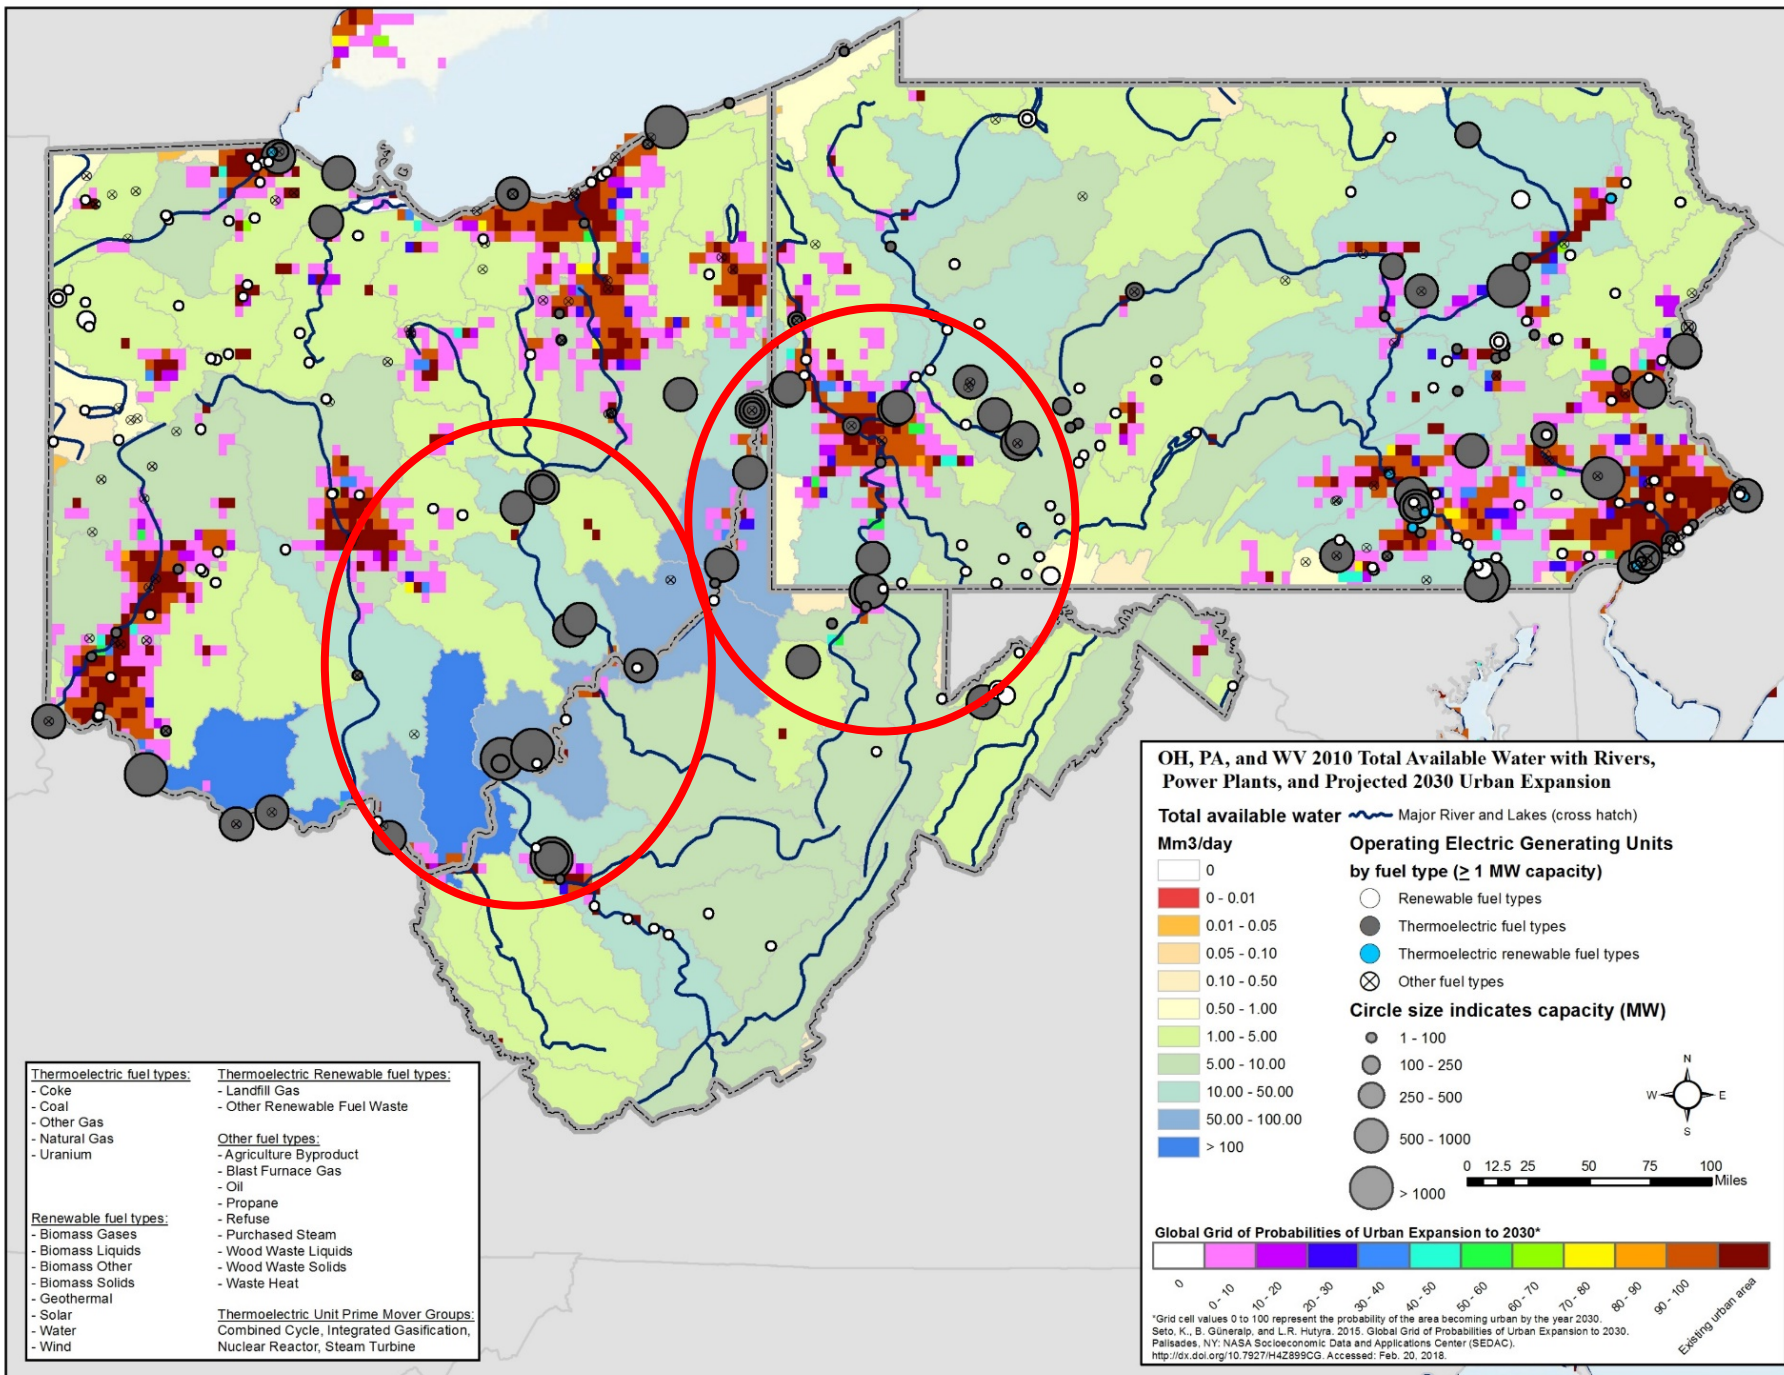 OH, PA, and WV 2010 Total Available Water with Rivers,
Power Plants, and Projected 2030 Urban Expansion
Total available water
Mm3/day
0
0 - 0.01
0.01 - 0.05
0.05 - 0.10
0.10 - 0.50
0.50 - 1.00
1.00 - 5.00
5.00 - 10.00
10.00 - 50.00
50.00 - 100.00
> 100
Major River and Lakes (cross hatch)
Operating Electric Generating Units
by fuel type (≥ 1 MW capacity)
Renewable fuel types
Thermoelectric fuel types
Thermoelectric renewable fuel types
Other fuel types
Circle size indicates capacity (MW)
1 - 100
100 - 250
250 - 500
500 - 1000
> 1000
N
W E
S
0 12.5 25 50 75 100
Miles
Global Grid of Probabilities of Urban Expansion to 2030*
0
0 - 10
10 - 20
20 - 30
30 - 40
40 - 50
50 - 60
60 - 70
70 - 80
80 - 90
90 - 100
Existing urban area
*Grid cell values 0 to 100 represent the probability of the area becoming urban by the year 2030.
Seto, K., B. Güneralp, and L.R. Hutyra. 2015. Global Grid of Probabilities of Urban Expansion to 2030.
Palisades, NY: NASA Socioeconomic Data and Applications Center (SEDAC).
http://dx.doi.org/10.7927/H4Z899CG. Accessed: Feb. 20, 2018.
Thermoelectric fuel types:
- Coke
- Coal
- Other Gas
- Natural Gas
- Uranium
Renewable fuel types:
- Biomass Gases
- Biomass Liquids
- Biomass Other
- Biomass Solids
- Geothermal
- Solar
- Water
- Wind
Thermoelectric Renewable fuel types:
- Landfill Gas
- Other Renewable Fuel Waste
Other fuel types:
- Agriculture Byproduct
- Blast Furnace Gas
- Oil
- Propane
- Refuse
- Purchased Steam
- Wood Waste Liquids
- Wood Waste Solids
- Waste Heat
Thermoelectric Unit Prime Mover Groups:
Combined Cycle, Integrated Gasification,
Nuclear Reactor, Steam Turbine